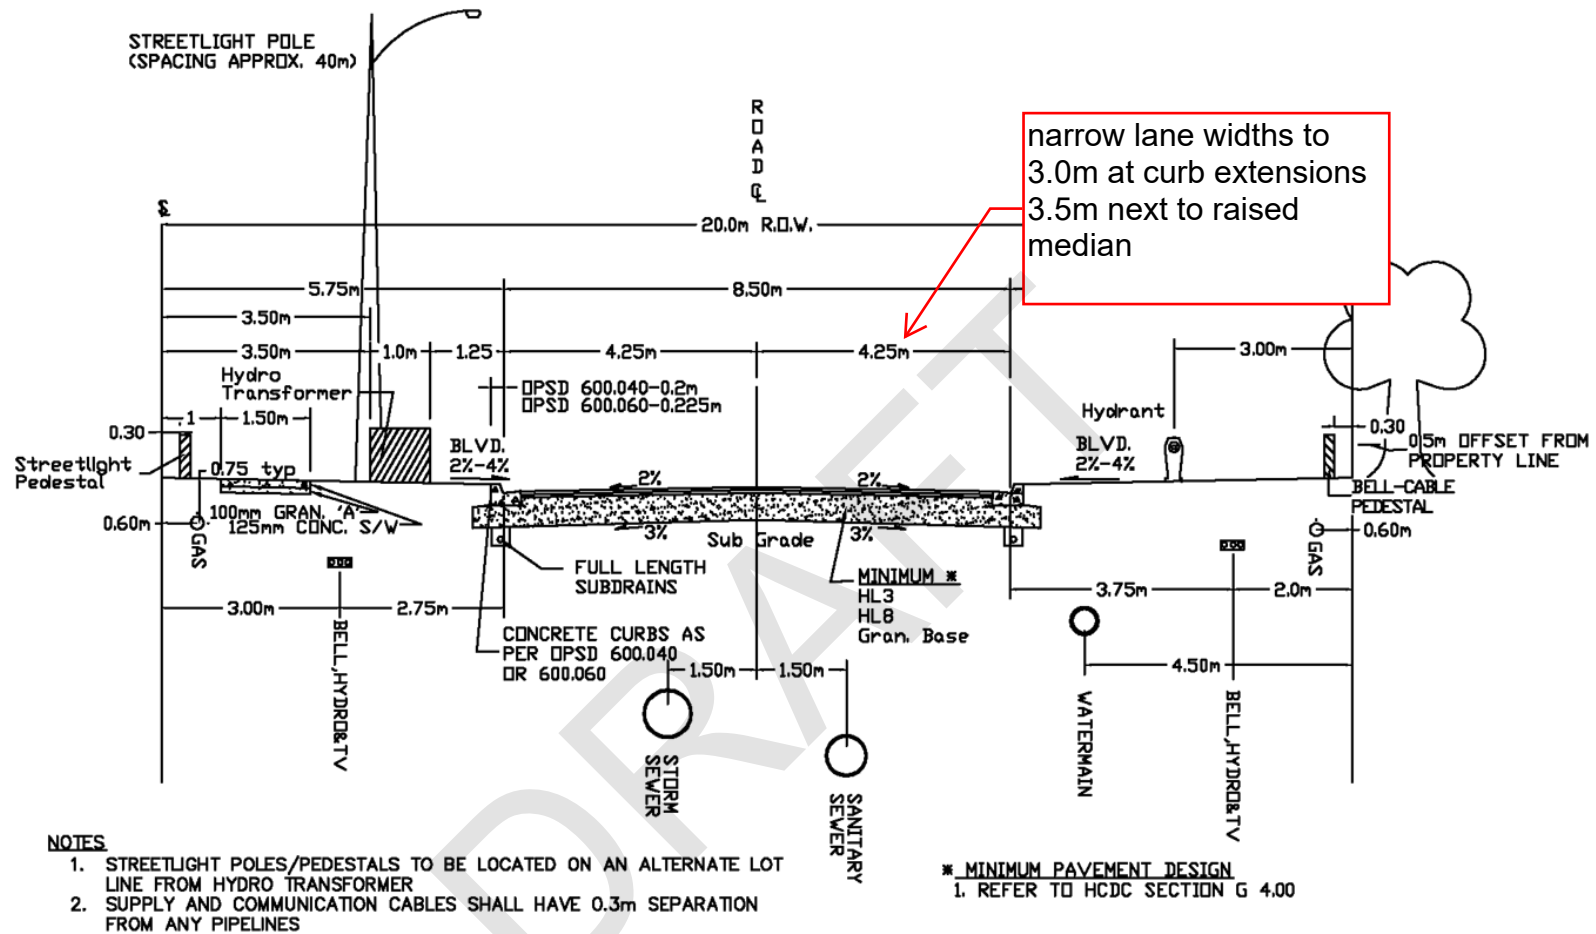 STREETLIGHT POLE
(SPACING APPROX. 40m)
ROAD ℄
narrow lane widths to
3.0m at curb extensions
3.5m next to raised
median
20.0m R.O.W.
5.75m
8.50m
3.50m
3.50m
1.0m
1.25
4.25m
4.25m
3.00m
Hydro
Transformer
OPSD 600.040-0.2m
OPSD 600.060-0.225m
1
1.50m
0.30
Hydrant
0.30
BLVD.
2%-4%
BLVD.
2%-4%
0.5m OFFSET FROM
PROPERTY LINE
Streetlight
Pedestal
0.75 typ
2%
2%
BELL-CABLE
PEDESTAL
100mm GRAN. 'A'
125mm CONC. S/W
0.60m
GAS
3%
Sub Grade
3%
GAS
0.60m
FULL LENGTH
SUBDRAINS
MINIMUM *
HL3
HL8
Gran. Base
3.00m
2.75m
3.75m
2.0m
CONCRETE CURBS AS
PER OPSD 600.040
OR 600.060
1.50m
1.50m
4.50m
BELL,HYDRO&TV
STORM
SEWER
SANITARY
SEWER
WATERMAIN
BELL,HYDRO&TV
DRAFT
NOTES
1. STREETLIGHT POLES/PEDESTALS TO BE LOCATED ON AN ALTERNATE LOT
LINE FROM HYDRO TRANSFORMER
2. SUPPLY AND COMMUNICATION CABLES SHALL HAVE 0.3m SEPARATION
FROM ANY PIPELINES
* MINIMUM PAVEMENT DESIGN
1. REFER TO HCDC SECTION G 4.00